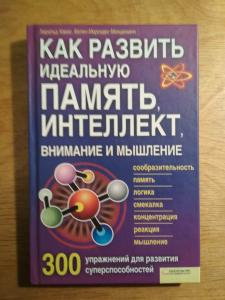 КАК РАЗВИТЬ
ИДЕАЛЬНУЮ
ПАМЯТЬ,
ИНТЕЛЛЕКТ,
ВНИМАНИЕ И МЫШЛЕНИЕ
сообразительность
память
логика
смекалка
концентрация
реакция
мышление
300 упражнений для развития
суперспособностей